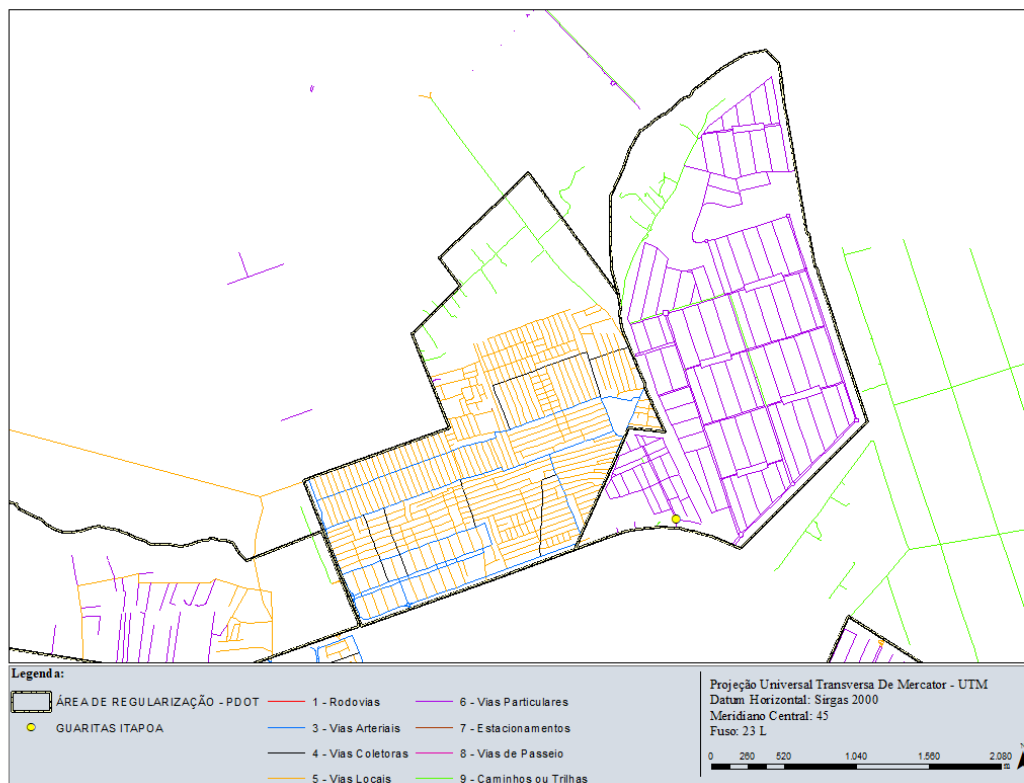 Legenda:
ÁREA DE REGULARIZAÇÃO - PDOT
GUARITAS ITAPOA
1 - Rodovias
3 - Vias Arteriais
4 - Vias Coletoras
5 - Vias Locais
6 - Vias Particulares
7 - Estacionamentos
8 - Vias de Passeio
9 - Caminhos ou Trilhas
Projeção Universal Transversa De Mercator - UTM
Datum Horizontal: Sirgas 2000
Meridiano Central: 45
Fuso: 23 L
0 260 520 1.040 1.560 2.080
m